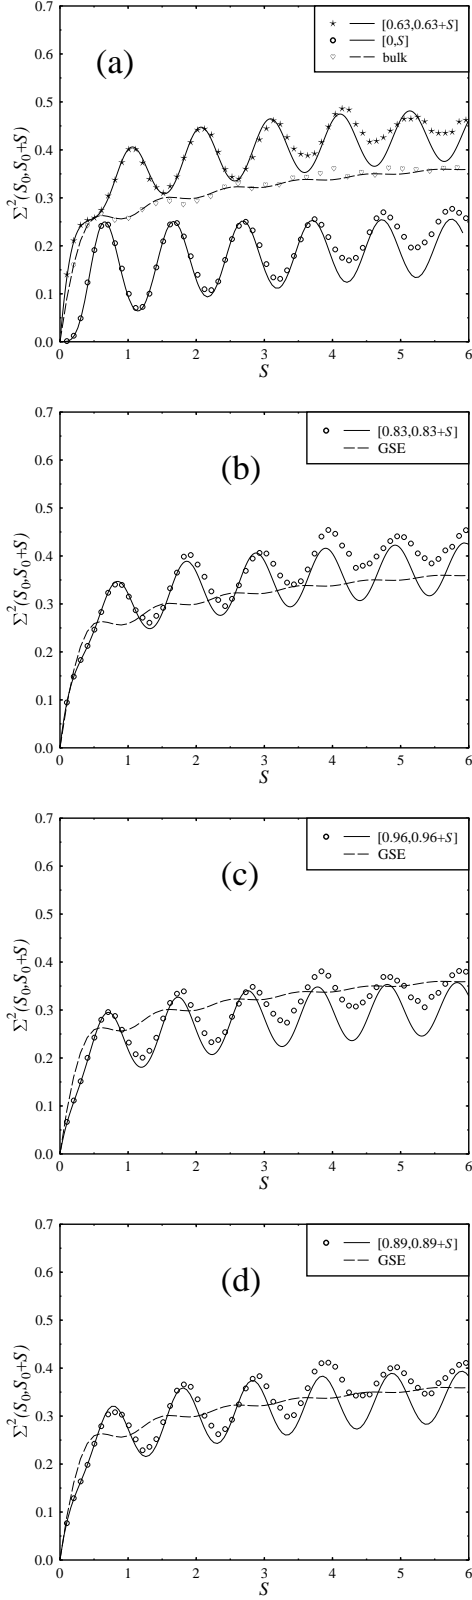 0.7
0.6
0.5
0.4
0.3
0.2
0.1
0.0
Σ²(S₀,S₀+S)
(a)
[0.63,0.63+S]
[0,S]
bulk
0 1 2 3 4 5 6
S
0.7
0.6
0.5
0.4
0.3
0.2
0.1
0.0
Σ²(S₀,S₀+S)
(b)
[0.83,0.83+S]
GSE
0 1 2 3 4 5 6
S
0.7
0.6
0.5
0.4
0.3
0.2
0.1
0.0
Σ²(S₀,S₀+S)
(c)
[0.96,0.96+S]
GSE
0 1 2 3 4 5 6
S
0.7
0.6
0.5
0.4
0.3
0.2
0.1
0.0
Σ²(S₀,S₀+S)
(d)
[0.89,0.89+S]
GSE
0 1 2 3 4 5 6
S